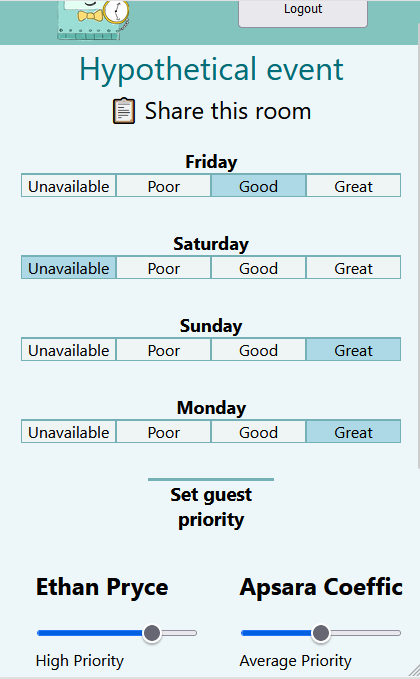 Logout
Hypothetical event
Share this room
Friday
Unavailable Poor Good Great
Saturday
Unavailable Poor Good Great
Sunday
Unavailable Poor Good Great
Monday
Unavailable Poor Good Great
Set guest
priority
Ethan Pryce Apsara Coeffic
High Priority Average Priority